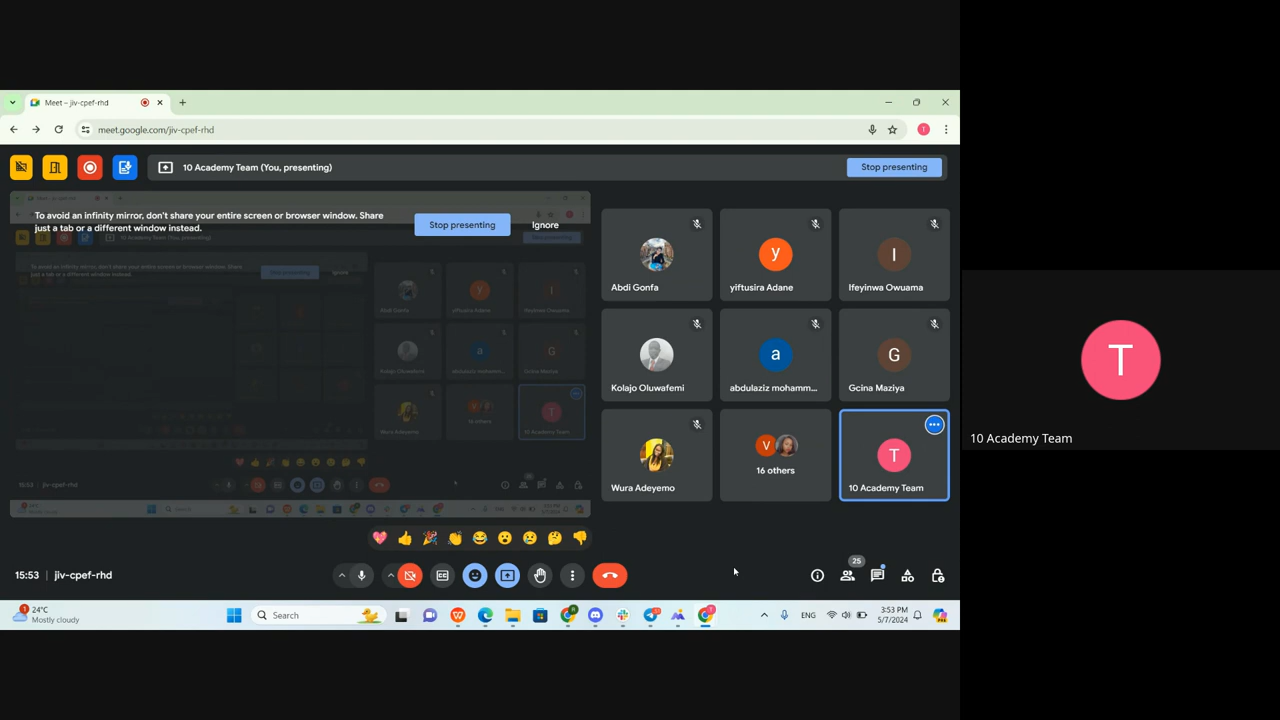 Meet – jiv-cpef-rhd
meet.google.com/jiv-cpef-rhd
T
10 Academy Team (You, presenting)
Stop presenting
To avoid an infinity mirror, don't share your entire screen or browser window. Share
just a tab or a different window instead.
Stop presenting
Ignore
Abdi Gonfa
y
yiftusira Adane
I
Ifeyinwa Owuama
Kolajo Oluwafemi
a
abdulaziz mohamm...
G
Gcina Maziya
Wura Adeyemo
V
16 others
T
10 Academy Team
T
10 Academy Team
15:53 | jiv-cpef-rhd
25
1
24°C
Mostly cloudy
Search
ENG
3:53 PM
5/7/2024